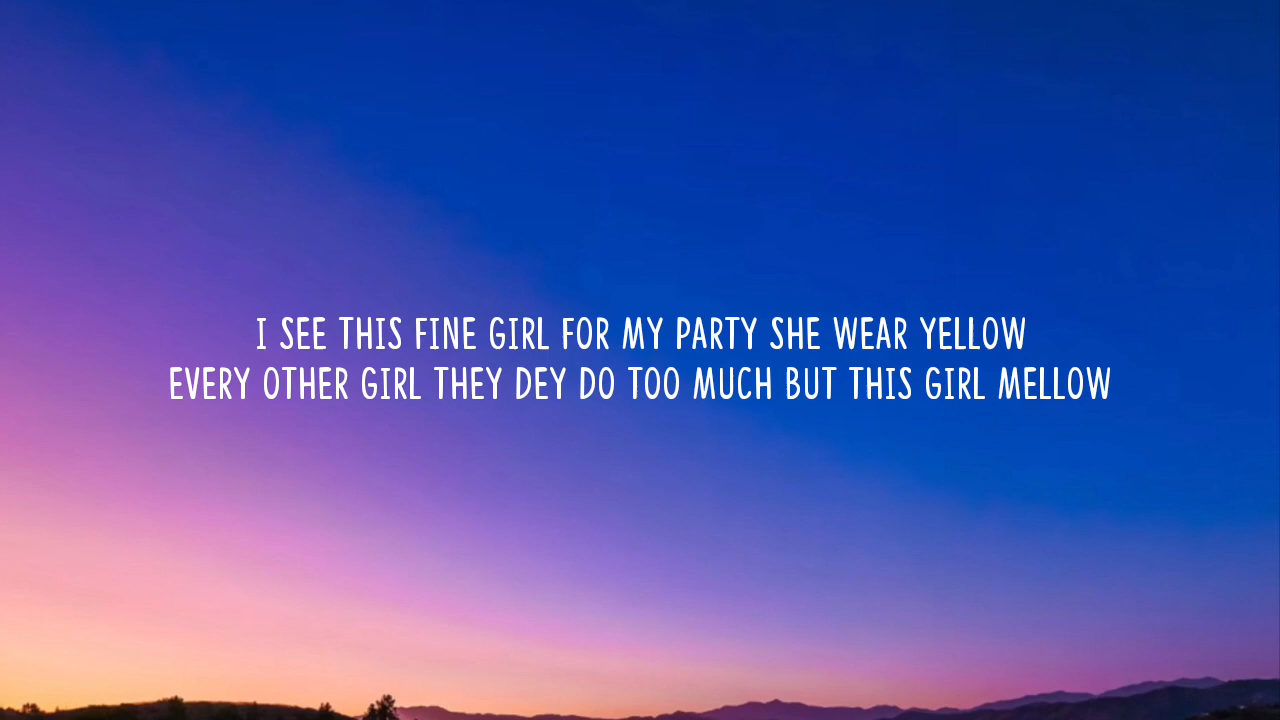 I SEE THIS FINE GIRL FOR MY PARTY SHE WEAR YELLOW
EVERY OTHER GIRL THEY DEY DO TOO MUCH BUT THIS GIRL MELLOW